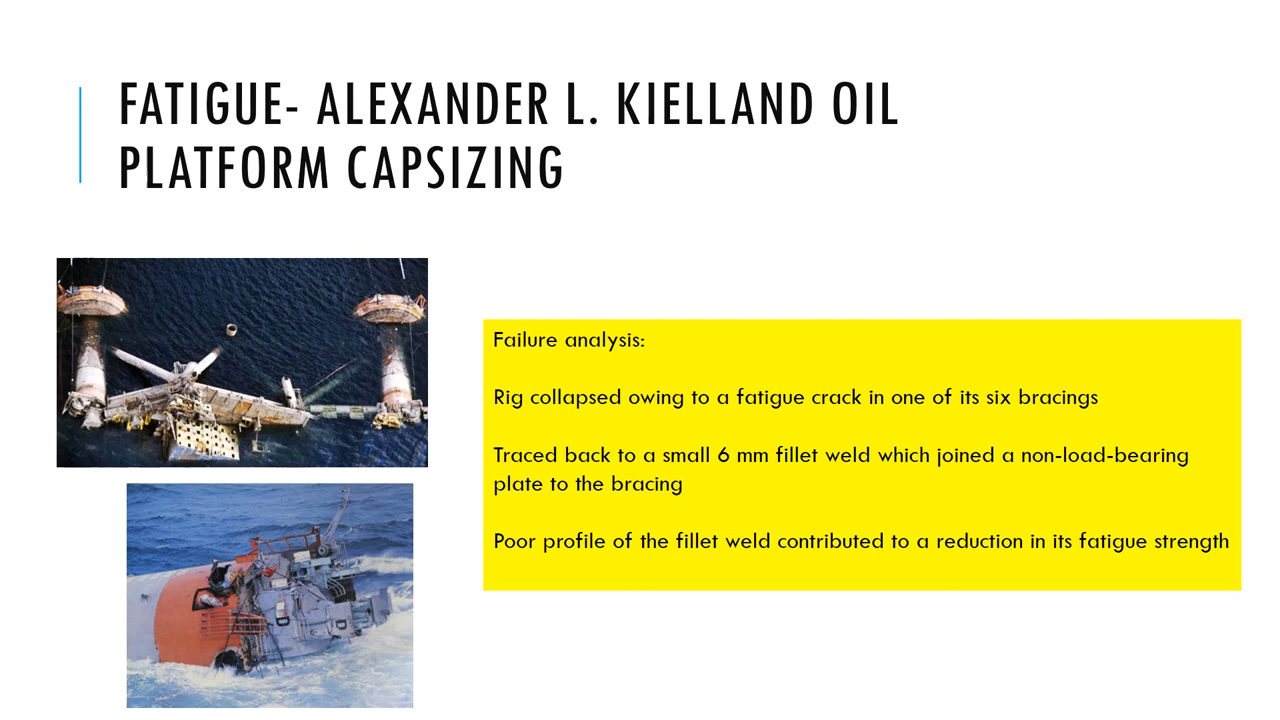 FATIGUE- ALEXANDER L. KIELLAND OIL
PLATFORM CAPSIZING
Failure analysis:
Rig collapsed owing to a fatigue crack in one of its six bracings
Traced back to a small 6 mm fillet weld which joined a non-load-bearing
plate to the bracing
Poor profile of the fillet weld contributed to a reduction in its fatigue strength